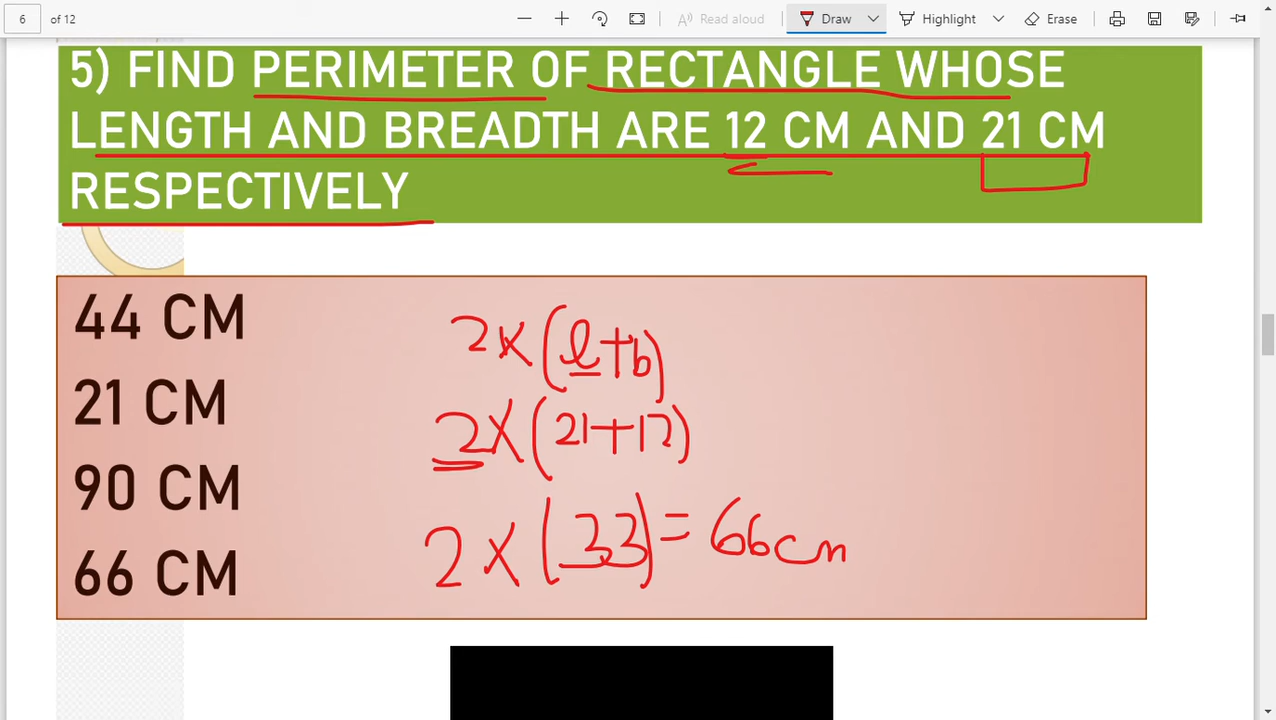 6 of 12 Read aloud Draw Highlight Erase
5) FIND PERIMETER OF RECTANGLE WHOSE
LENGTH AND BREADTH ARE 12 CM AND 21 CM
RESPECTIVELY
44 CM
21 CM
90 CM
66 CM
2×(l+b)
2×(21+12)
2×(33)=66cm